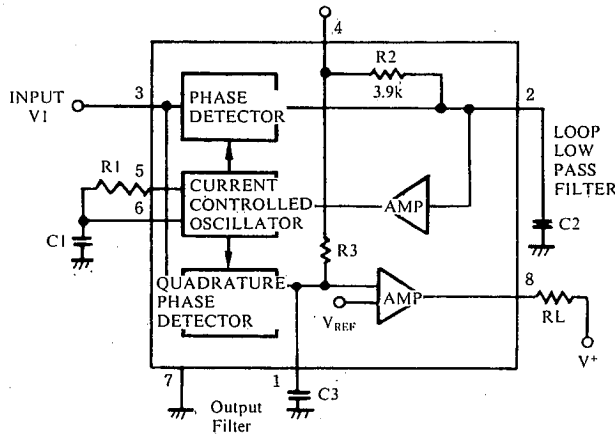 4
R2
3.9k
INPUT
V1
3
PHASE
DETECTOR
2
LOOP
LOW
PASS
FILTER
R1
5
6
CURRENT
CONTROLLED
OSCILLATOR
AMP
C1
C2
R3
QUADRATURE
PHASE
DETECTOR
VREF
AMP
8
RL
V+
7
1
C3
Output
Filter